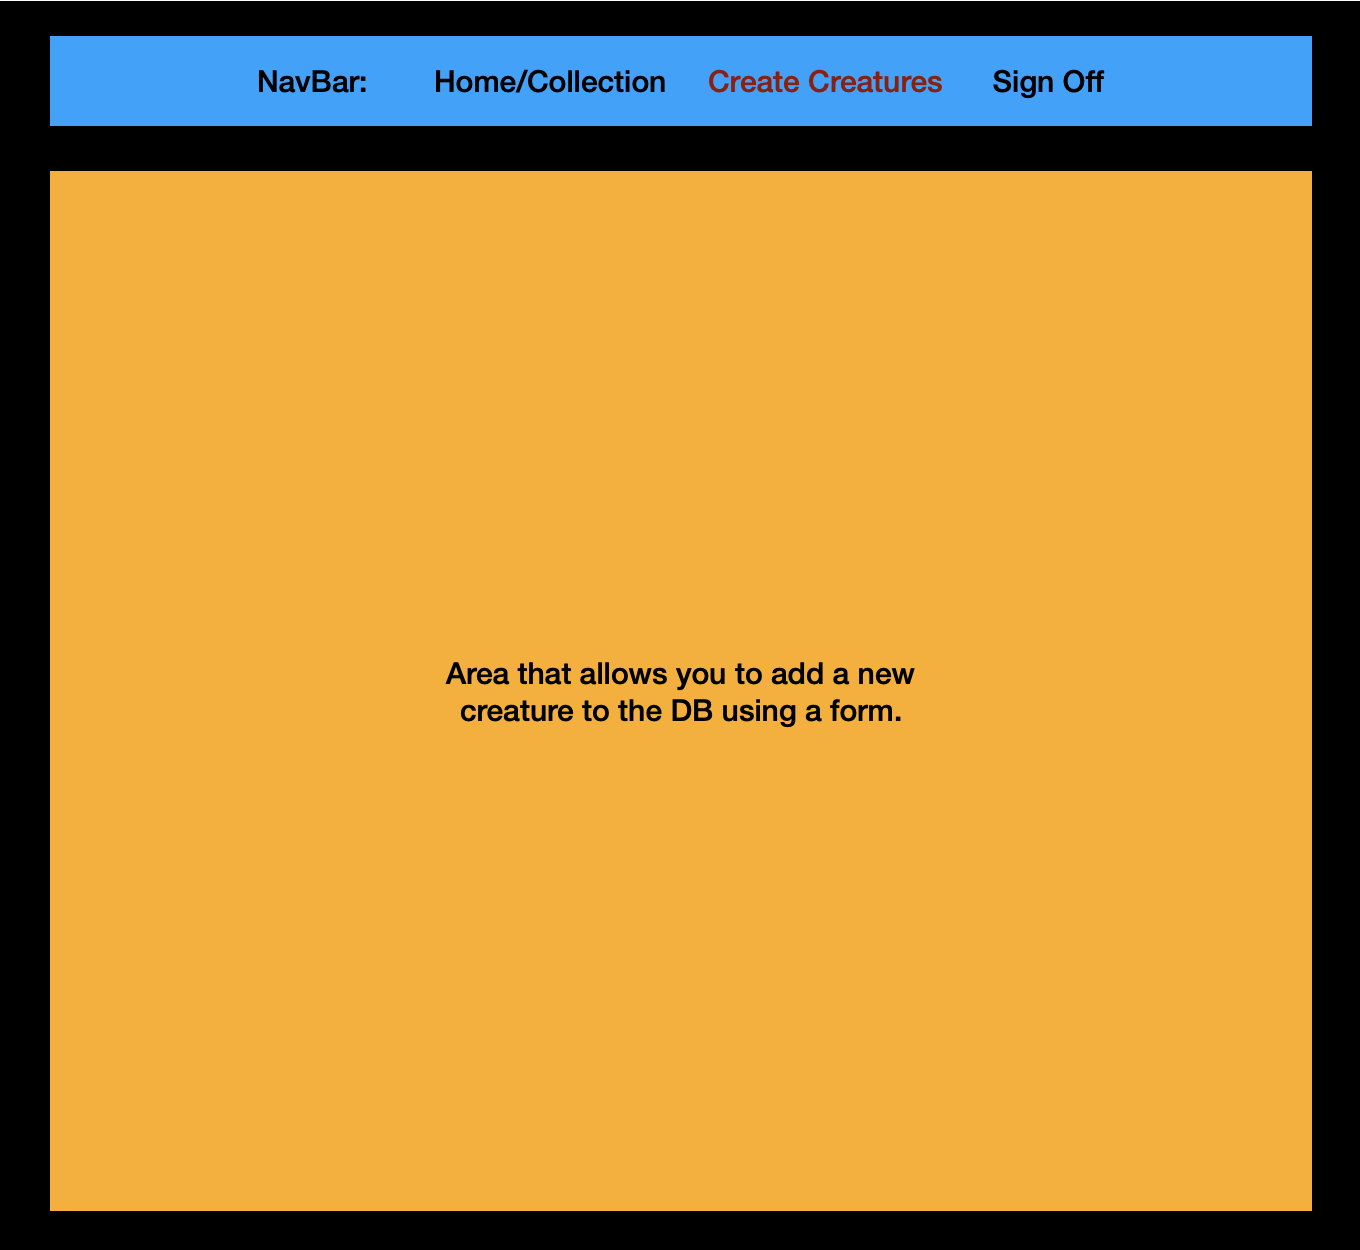 NavBar: Home/Collection Create Creatures Sign Off
Area that allows you to add a new
creature to the DB using a form.